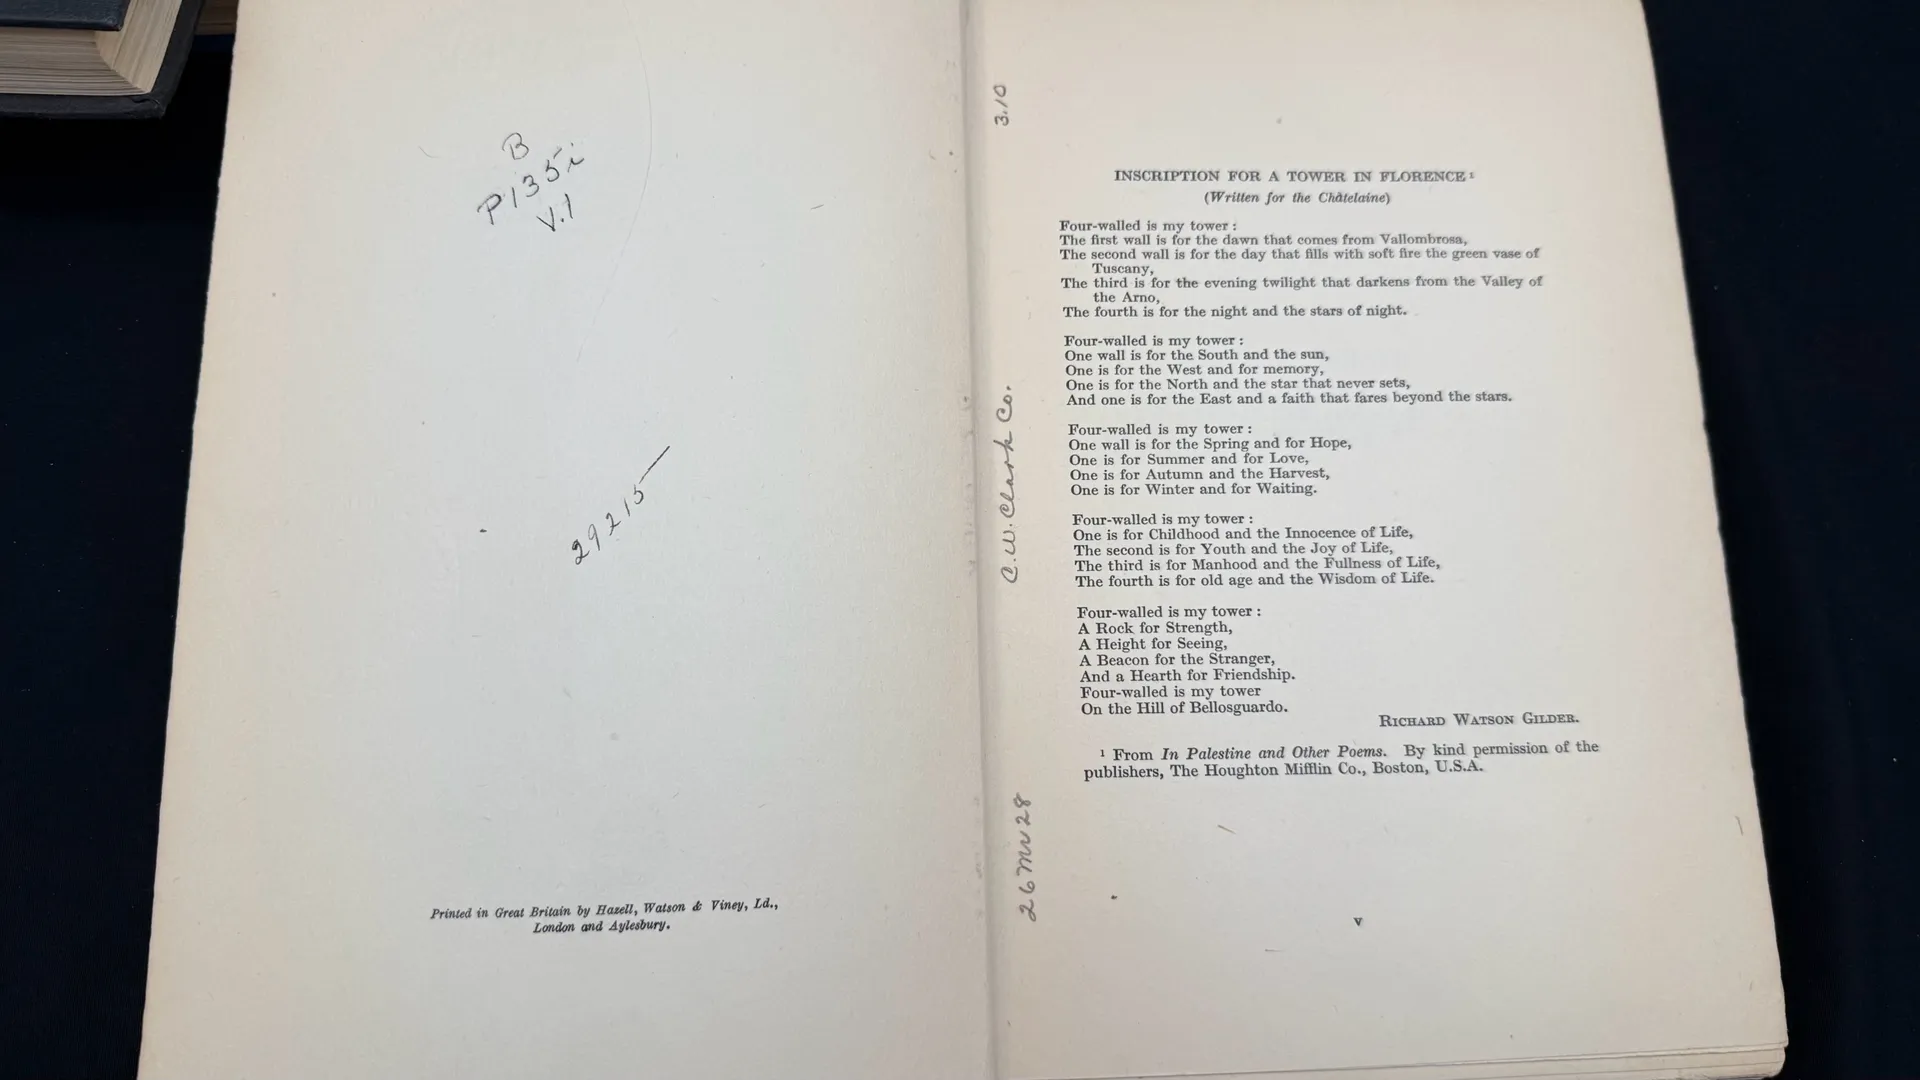 B
P135i
V.1
29215
Printed in Great Britain by Hazell, Watson & Viney, Ld.,
London and Aylesbury.
3.10
C.W. Clark Co.
26 Mr 28
INSCRIPTION FOR A TOWER IN FLORENCE ¹
(Written for the Châtelaine)
Four-walled is my tower :
The first wall is for the dawn that comes from Vallombrosa,
The second wall is for the day that fills with soft fire the green vase of
Tuscany,
The third is for the evening twilight that darkens from the Valley of
the Arno,
The fourth is for the night and the stars of night.
Four-walled is my tower :
One wall is for the South and the sun,
One is for the West and for memory,
One is for the North and the star that never sets,
And one is for the East and a faith that fares beyond the stars.
Four-walled is my tower :
One wall is for the Spring and for Hope,
One is for Summer and for Love,
One is for Autumn and the Harvest,
One is for Winter and for Waiting.
Four-walled is my tower :
One is for Childhood and the Innocence of Life,
The second is for Youth and the Joy of Life,
The third is for Manhood and the Fullness of Life,
The fourth is for old age and the Wisdom of Life.
Four-walled is my tower :
A Rock for Strength,
A Height for Seeing,
A Beacon for the Stranger,
And a Hearth for Friendship.
Four-walled is my tower
On the Hill of Bellosguardo.
RICHARD WATSON GILDER.
¹ From In Palestine and Other Poems. By kind permission of the
publishers, The Houghton Mifflin Co., Boston, U.S.A.
v